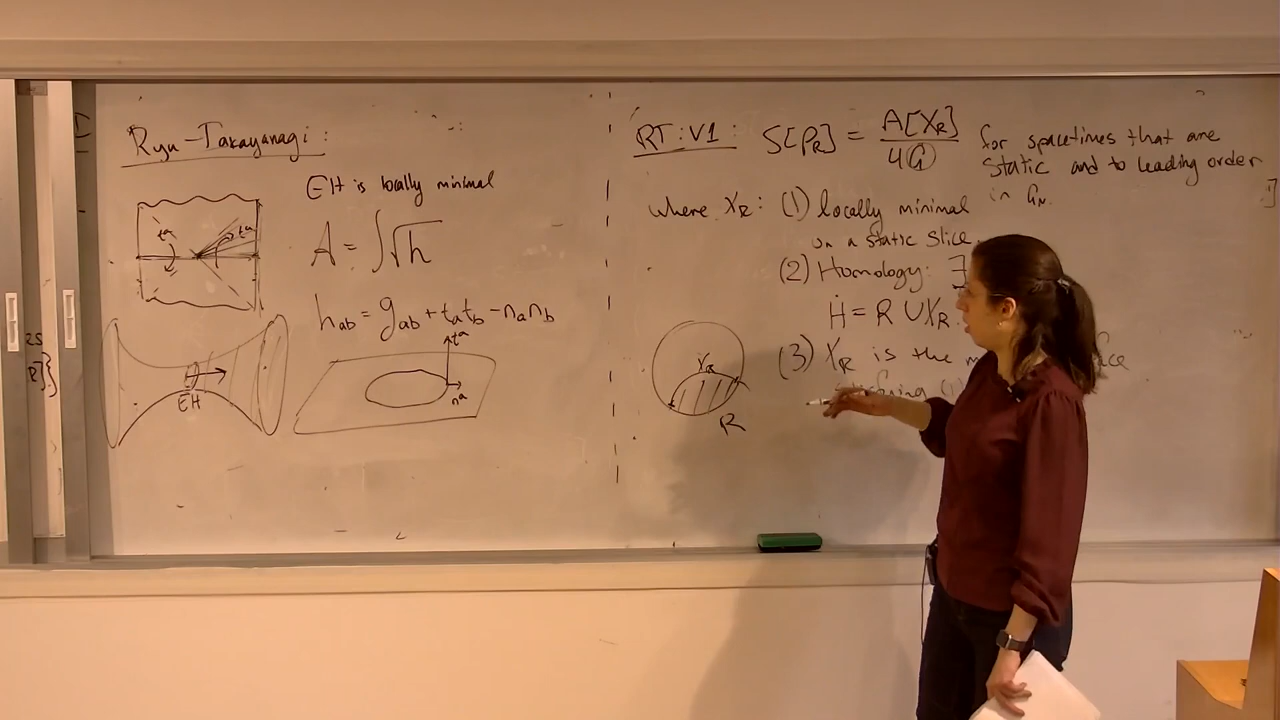 Ryu-Takayanagi:
EH is locally minimal
A = ∫√h
h_ab = g_ab + t_a t_b - n_a n_b
t^a
t^a
EH
t^a
n^a
RT: V1: S[ρ_R] = A[X_R] / 4G for spacetimes that are
static and to leading order
in G_N.
where X_R: (1) locally minimal
on a static slice.
(2) Homology: ∃
Ḣ = R ∪ X_R
(3) X_R is the
(1)
R